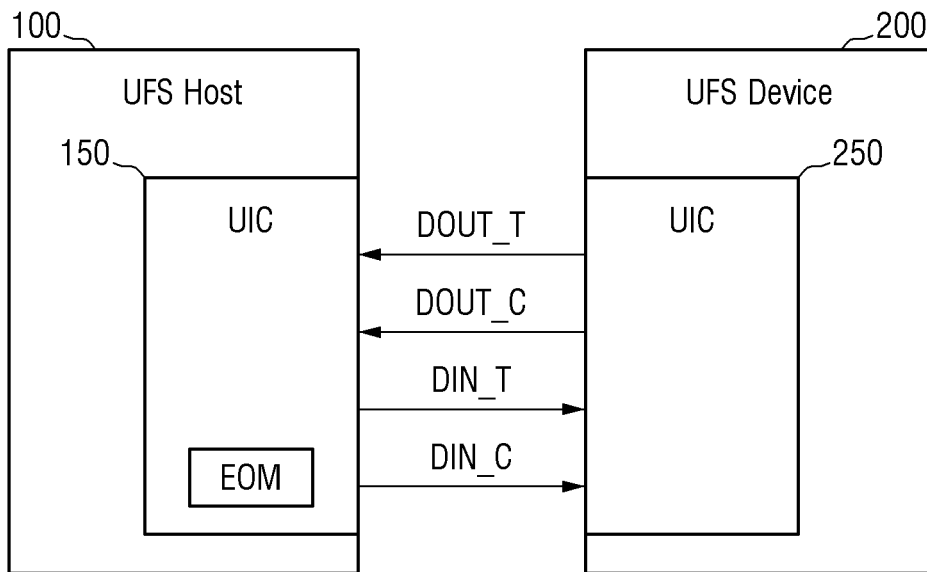 100
200
UFS Host
UFS Device
150
250
UIC
UIC
DOUT_T
DOUT_C
DIN_T
DIN_C
EOM